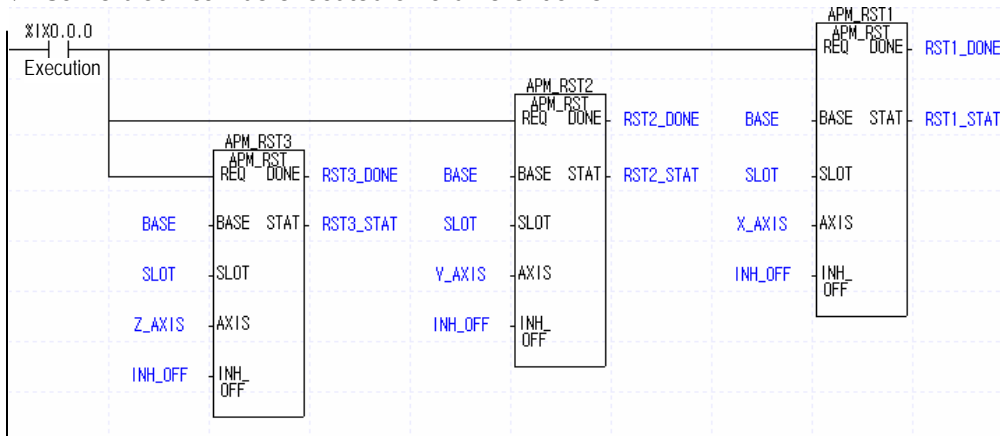 %IX0.0.0
Execution
APM_RST1
APM_RST
REQ DONE RST1_DONE
BASE BASE STAT RST1_STAT
SLOT SLOT
X_AXIS AXIS
INH_OFF INH_
OFF
APM_RST2
APM_RST
REQ DONE RST2_DONE
BASE BASE STAT RST2_STAT
SLOT SLOT
Y_AXIS AXIS
INH_OFF INH_
OFF
APM_RST3
APM_RST
REQ DONE RST3_DONE
BASE BASE STAT RST3_STAT
SLOT SLOT
Z_AXIS AXIS
INH_OFF INH_
OFF